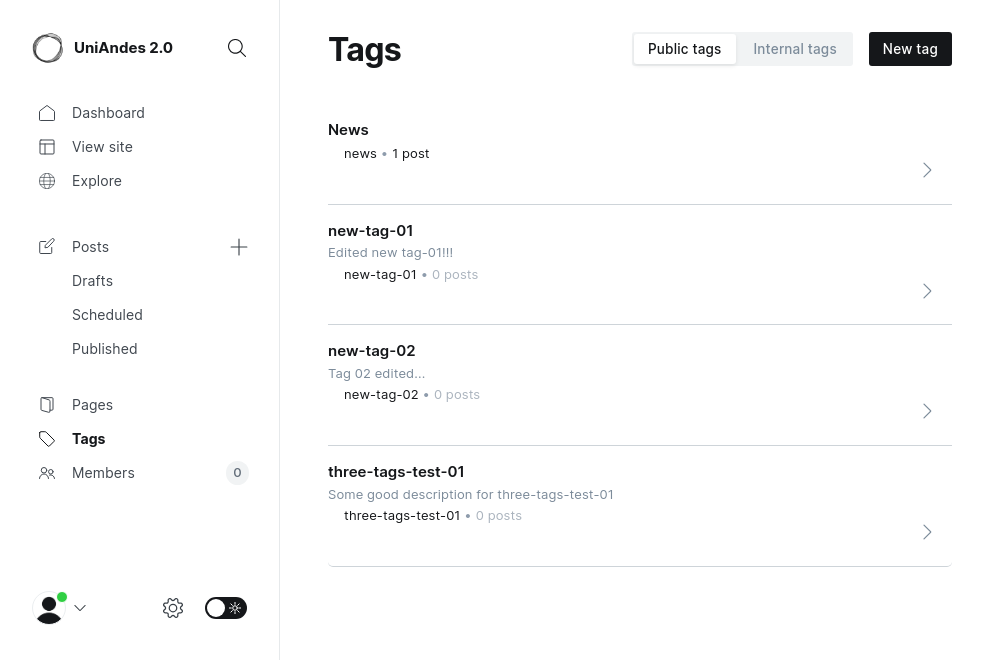 UniAndes 2.0
Dashboard
View site
Explore
Posts
Drafts
Scheduled
Published
Pages
Tags
Members
0
Tags
Public tags
Internal tags
New tag
News
news • 1 post
new-tag-01
Edited new tag-01!!!
new-tag-01 • 0 posts
new-tag-02
Tag 02 edited...
new-tag-02 • 0 posts
three-tags-test-01
Some good description for three-tags-test-01
three-tags-test-01 • 0 posts